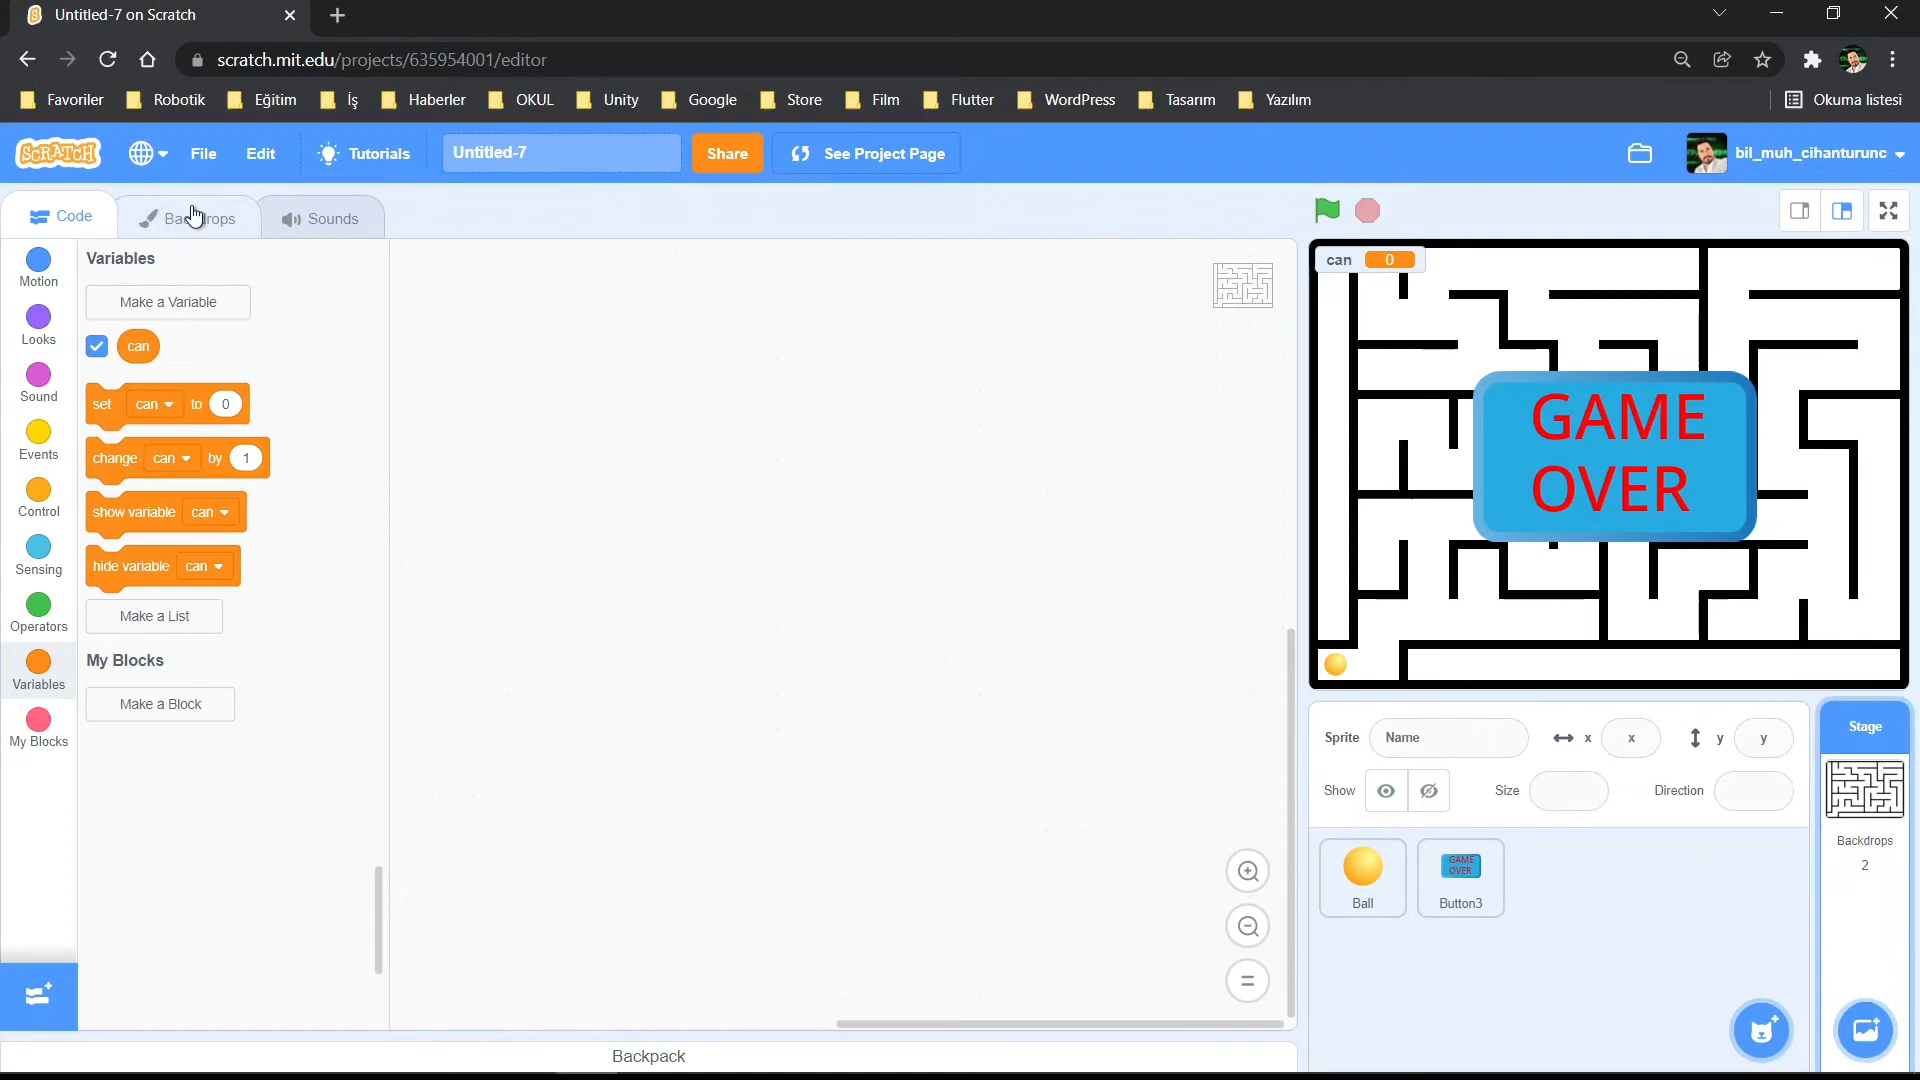 Untitled-7 on Scratch
scratch.mit.edu/projects/635954001/editor
Favoriler Robotik Eğitim İş Haberler OKUL Unity Google Store Film Flutter WordPress Tasarım Yazılım Okuma listesi
SCRATCH File Edit Tutorials Untitled-7 Share See Project Page bil_muh_cihanturunc
Code Backdrops Sounds
Motion
Looks
Sound
Events
Control
Sensing
Operators
Variables
My Blocks
Variables
Make a Variable
can
set can to 0
change can by 1
show variable can
hide variable can
Make a List
My Blocks
Make a Block
can 0
GAME
OVER
Sprite Name x x y y
Show Size Direction
Ball
GAME
OVER
Button3
Stage
Backdrops
2
Backpack